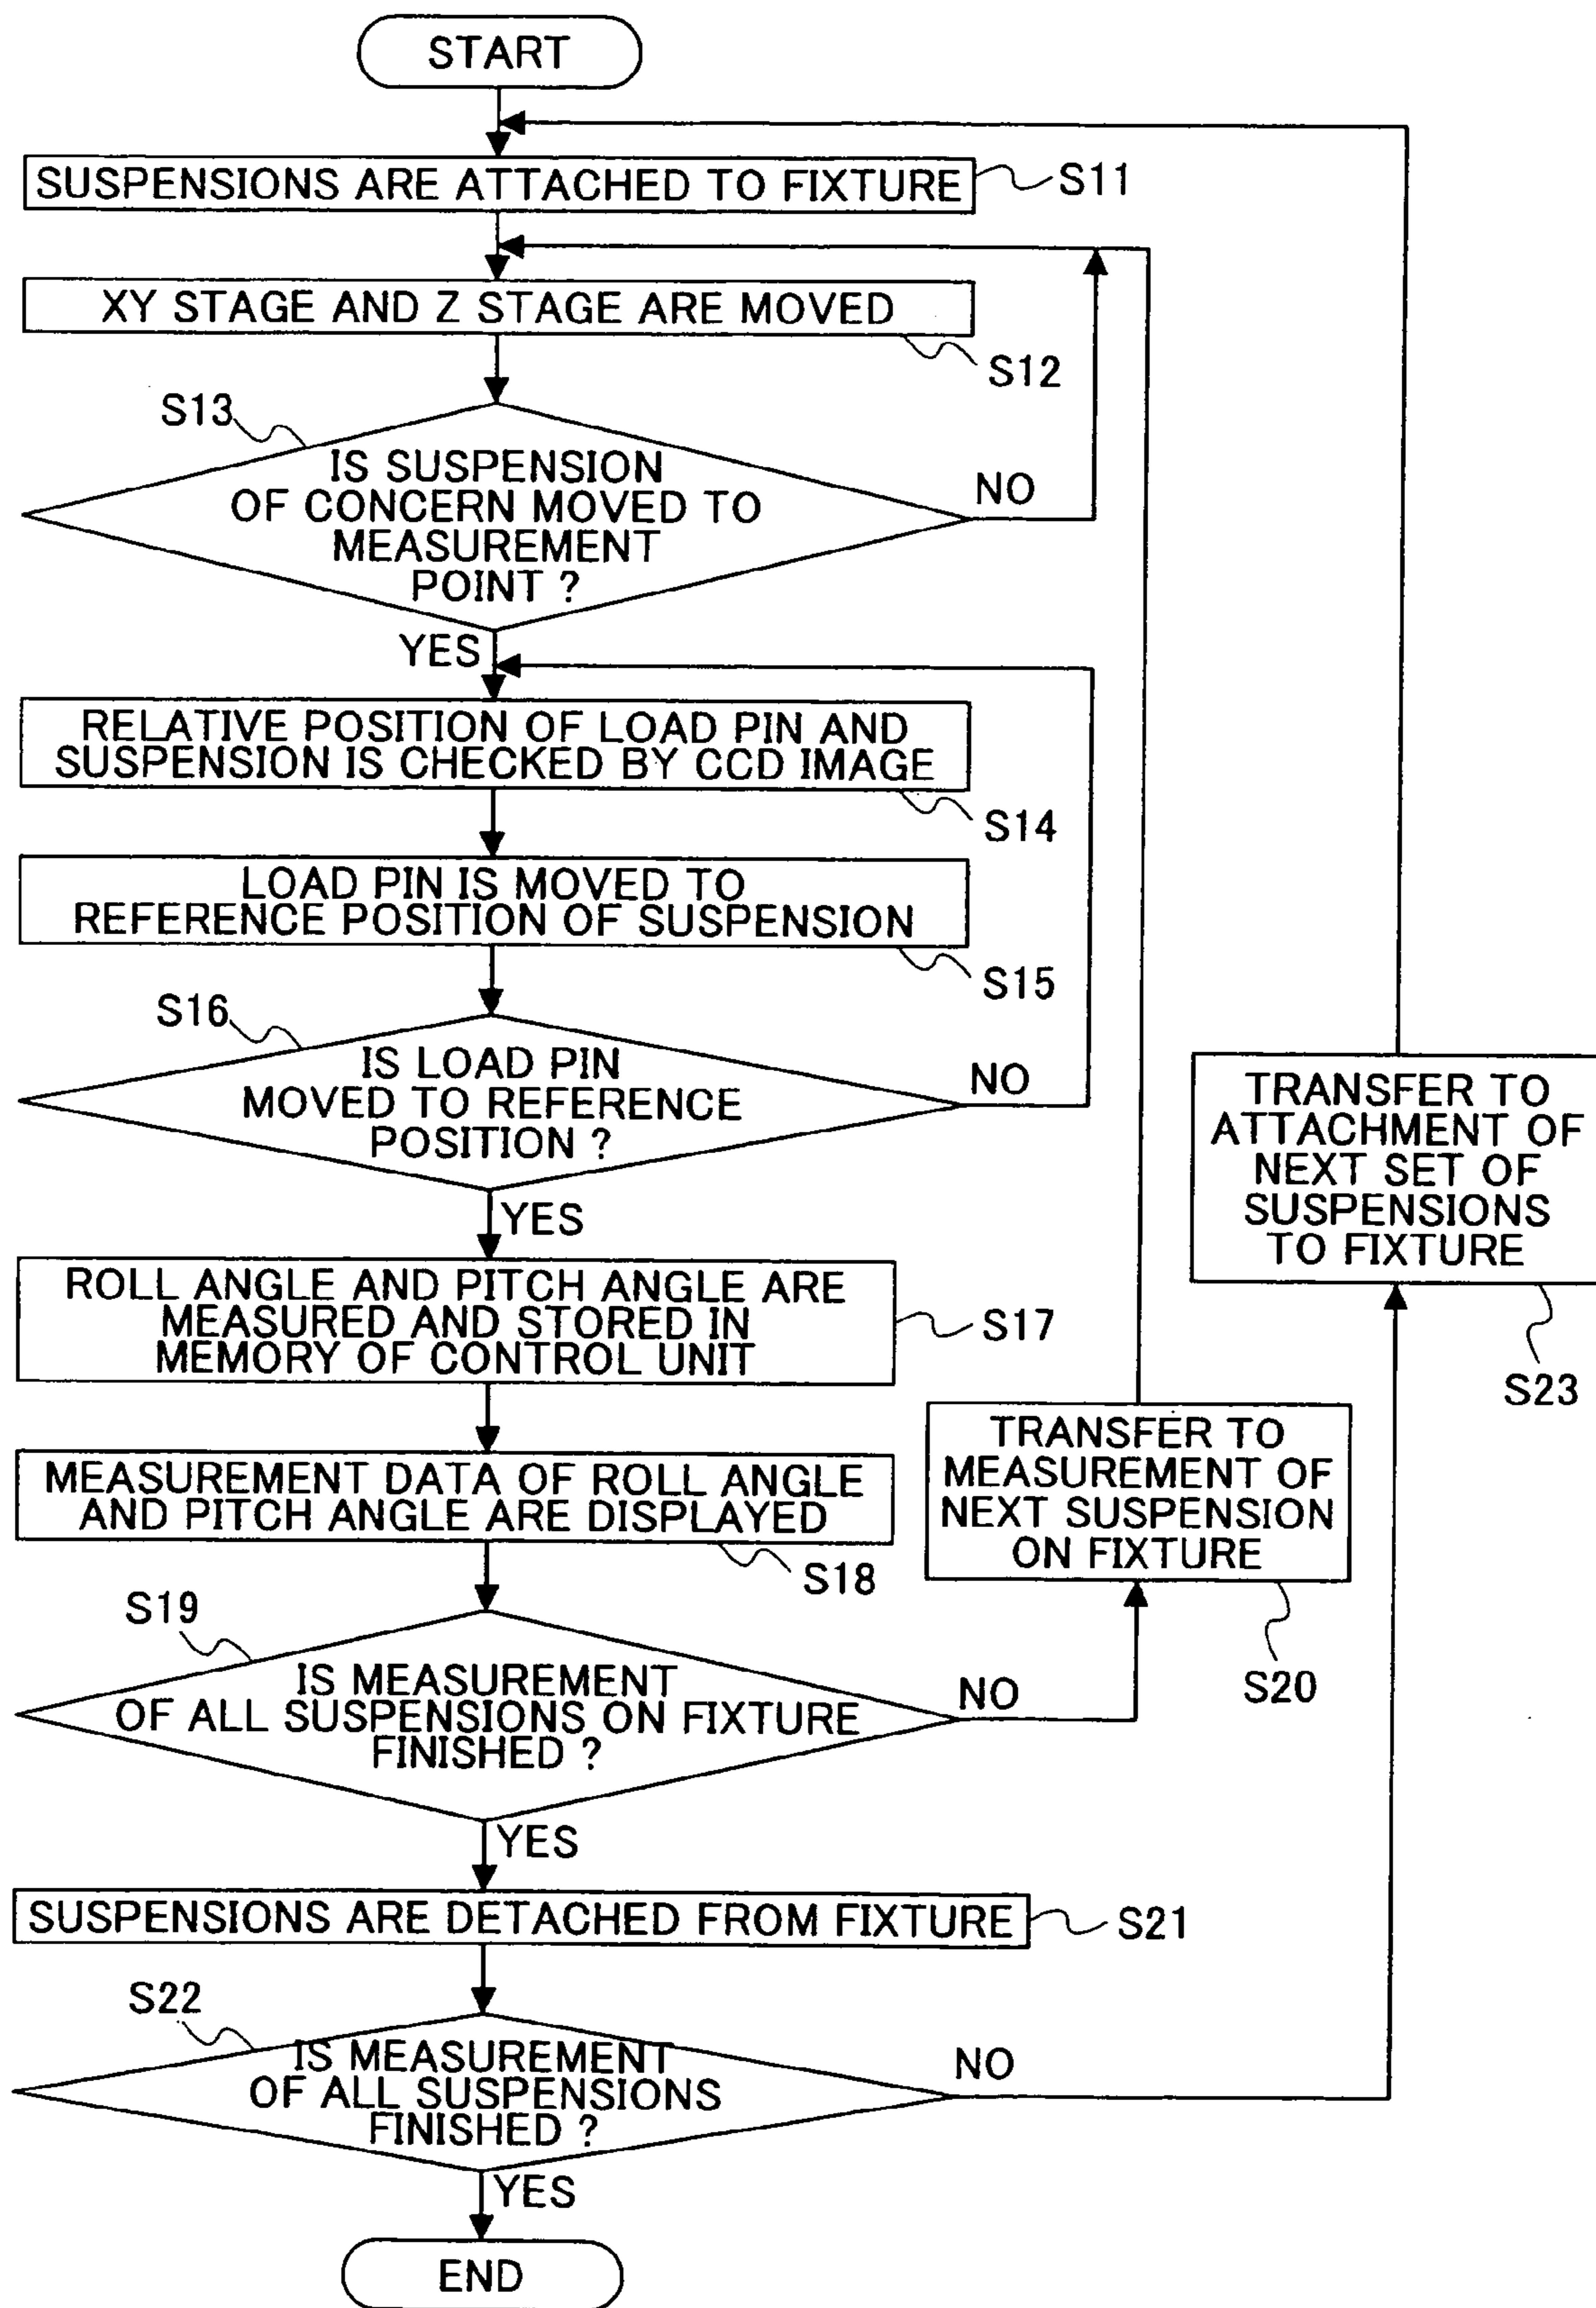 START
SUSPENSIONS ARE ATTACHED TO FIXTURE
S11
XY STAGE AND Z STAGE ARE MOVED
S12
S13
IS SUSPENSION
OF CONCERN MOVED TO
MEASUREMENT
POINT ?
NO
YES
RELATIVE POSITION OF LOAD PIN AND
SUSPENSION IS CHECKED BY CCD IMAGE
S14
LOAD PIN IS MOVED TO
REFERENCE POSITION OF SUSPENSION
S15
S16
IS LOAD PIN
MOVED TO REFERENCE
POSITION ?
NO
YES
ROLL ANGLE AND PITCH ANGLE ARE
MEASURED AND STORED IN
MEMORY OF CONTROL UNIT
S17
MEASUREMENT DATA OF ROLL ANGLE
AND PITCH ANGLE ARE DISPLAYED
S18
S19
IS MEASUREMENT
OF ALL SUSPENSIONS ON FIXTURE
FINISHED ?
NO
YES
TRANSFER TO
MEASUREMENT OF
NEXT SUSPENSION
ON FIXTURE
S20
SUSPENSIONS ARE DETACHED FROM FIXTURE
S21
S22
IS MEASUREMENT
OF ALL SUSPENSIONS
FINISHED ?
NO
YES
TRANSFER TO
ATTACHMENT OF
NEXT SET OF
SUSPENSIONS
TO FIXTURE
S23
END